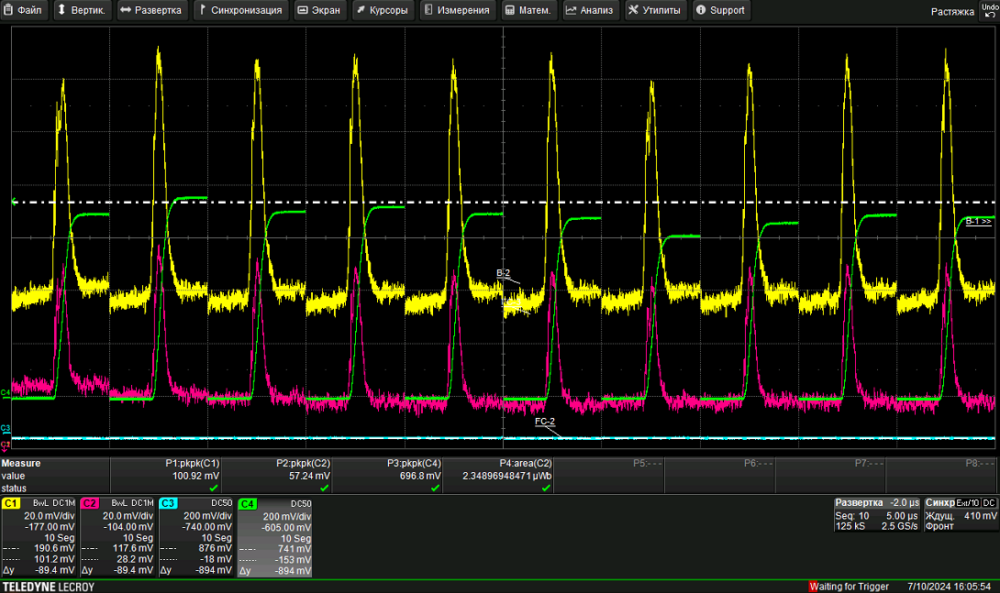 Файл Вертик. Развертка Синхронизация Экран Курсоры Измерения Матем. Анализ Утилиты Support Растяжка Undo
B-1 >>
B-2
C4
FC-2
C3
C1
Measure P1:pkpk(C1) P2:pkpk(C2) P3:pkpk(C4) P4:area(C2) P5:--- P6:--- P7:--- P8:---
value 100.92 mV 57.24 mV 696.8 mV 2.34896948471 µWb
status
C1 BwL DC1M C2 BwL DC1M C3 DC50 C4 DC50 Развертка -2.0 µs Синхр Ext/10 DC
20.0 mV/div 20.0 mV/div 200 mV/div 200 mV/div Seq: 10 5.00 µs Ждущ. 410 mV
-177.00 mV -104.00 mV -740.00 mV -605.00 mV 125 kS 2.5 GS/s Фронт
10 Seg 10 Seg 10 Seg 10 Seg
190.6 mV 117.6 mV 876 mV 741 mV
101.2 mV 28.2 mV -18 mV -153 mV
Δy -89.4 mV Δy -89.4 mV Δy -894 mV Δy -894 mV
TELEDYNE LECROY Waiting for Trigger 7/10/2024 16:05:54